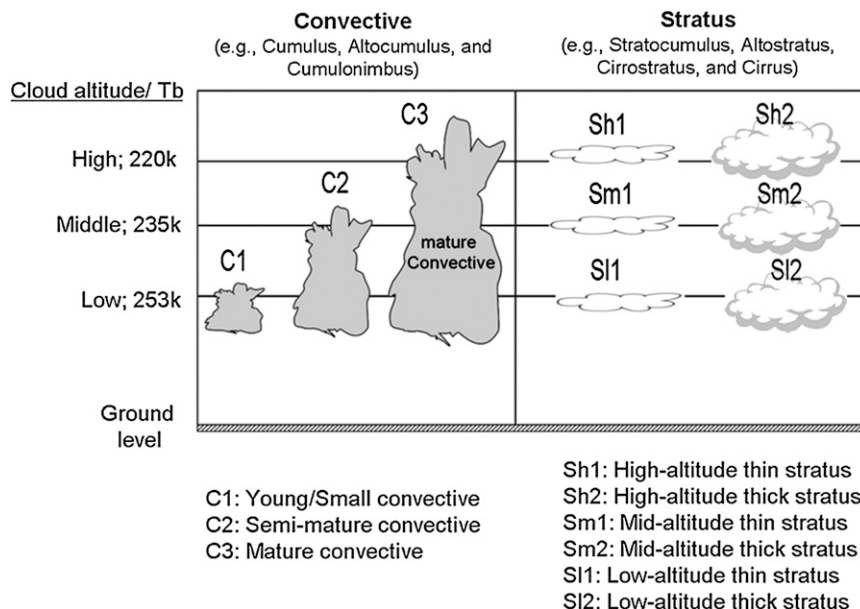 Convective
(e.g., Cumulus, Altocumulus, and
Cumulonimbus)
Stratus
(e.g., Stratocumulus, Altostratus,
Cirrostratus, and Cirrus)
Cloud altitude/ Tb
High; 220k
Middle; 235k
Low; 253k
Ground
level
C1
C2
C3
mature
Convective
Sh1
Sh2
Sm1
Sm2
Sl1
Sl2
C1: Young/Small convective
C2: Semi-mature convective
C3: Mature convective
Sh1: High-altitude thin stratus
Sh2: High-altitude thick stratus
Sm1: Mid-altitude thin stratus
Sm2: Mid-altitude thick stratus
Sl1: Low-altitude thin stratus
Sl2: Low-altitude thick stratus